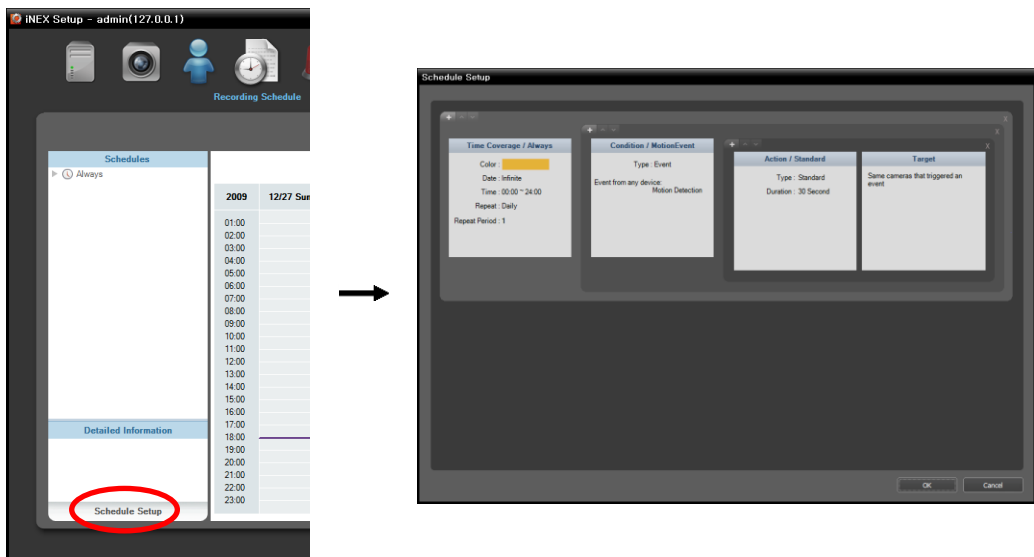 iNEX Setup - admin(127.0.0.1)
Recording Schedule
Schedules
Always
2009 12/27 Sun
01:00
02:00
03:00
04:00
05:00
06:00
07:00
08:00
09:00
10:00
11:00
12:00
13:00
14:00
15:00
16:00
17:00
18:00
19:00
20:00
21:00
22:00
23:00
Detailed Information
Schedule Setup
Schedule Setup
Time Coverage / Always
Color :
Date : Infinite
Time : 00:00 ~ 24:00
Repeat : Daily
Repeat Period : 1
Condition / MotionEvent
Type : Event
Event from any device:
Motion Detection
Action / Standard
Type : Standard
Duration : 30 Second
Target
Same cameras that triggered an
event
OK
Cancel